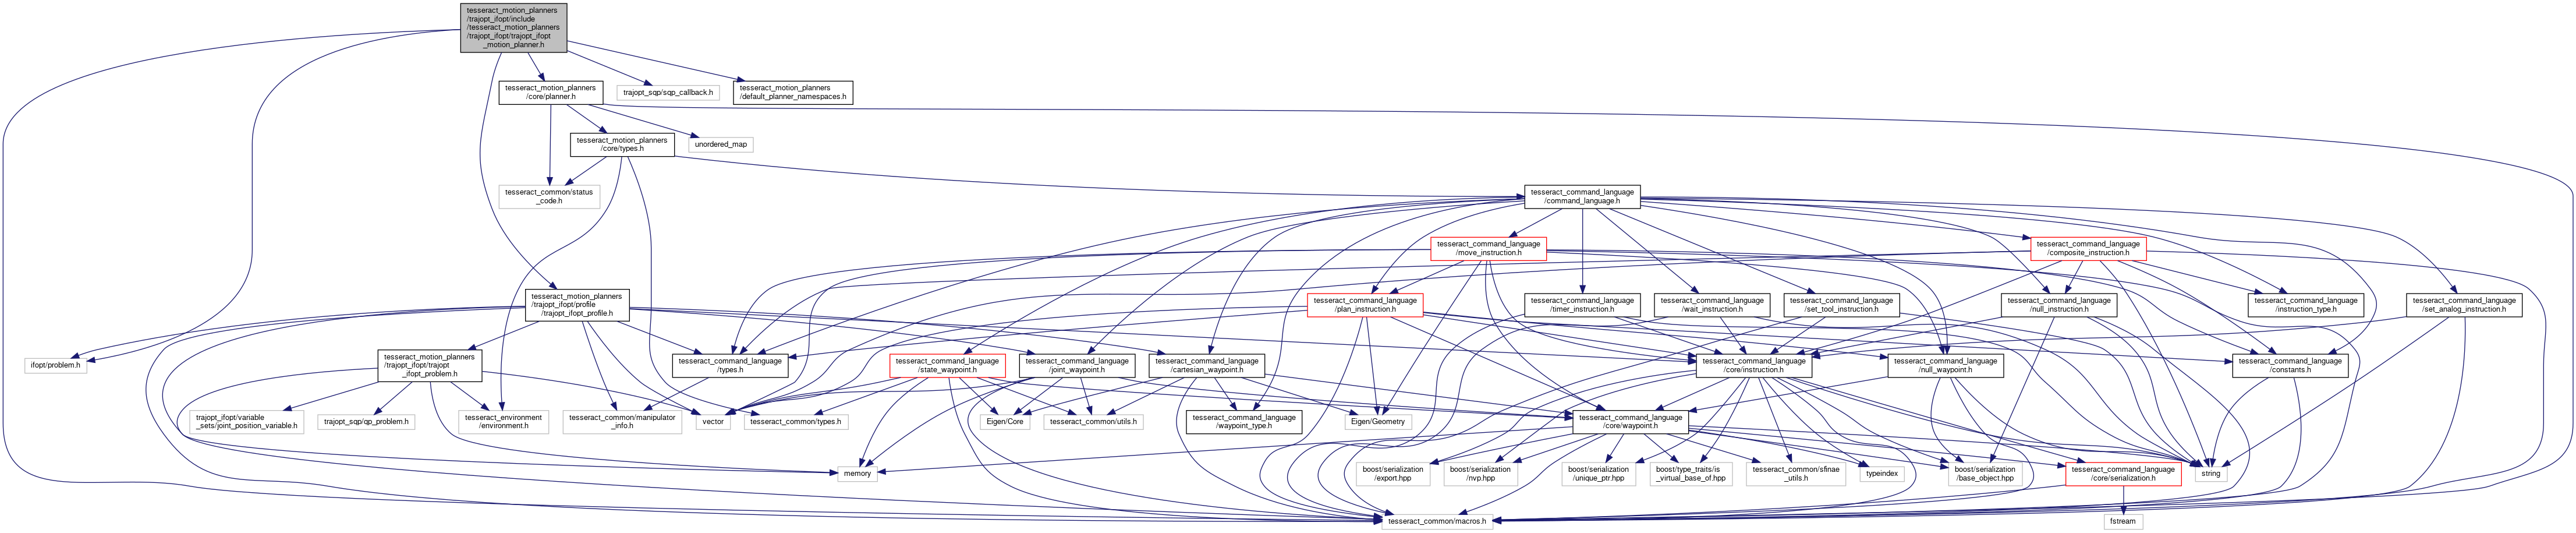 tesseract_motion_planners
/trajopt_ifopt/include
/tesseract_motion_planners
/trajopt_ifopt/trajopt_ifopt
_motion_planner.h
tesseract_motion_planners
/core/planner.h
trajopt_sqp/sqp_callback.h
tesseract_motion_planners
/default_planner_namespaces.h
tesseract_motion_planners
/core/types.h
unordered_map
tesseract_common/status
_code.h
tesseract_command_language
/command_language.h
tesseract_command_language
/move_instruction.h
tesseract_command_language
/composite_instruction.h
tesseract_motion_planners
/trajopt_ifopt/profile
/trajopt_ifopt_profile.h
tesseract_command_language
/plan_instruction.h
tesseract_command_language
/timer_instruction.h
tesseract_command_language
/wait_instruction.h
tesseract_command_language
/set_tool_instruction.h
tesseract_command_language
/null_instruction.h
tesseract_command_language
/instruction_type.h
tesseract_command_language
/set_analog_instruction.h
ifopt/problem.h
tesseract_motion_planners
/trajopt_ifopt/trajopt
_ifopt_problem.h
tesseract_command_language
/types.h
tesseract_command_language
/state_waypoint.h
tesseract_command_language
/joint_waypoint.h
tesseract_command_language
/cartesian_waypoint.h
tesseract_command_language
/core/instruction.h
tesseract_command_language
/null_waypoint.h
tesseract_command_language
/constants.h
trajopt_ifopt/variable
_sets/joint_position_variable.h
trajopt_sqp/qp_problem.h
tesseract_environment
/environment.h
tesseract_common/manipulator
_info.h
vector
tesseract_common/types.h
Eigen/Core
tesseract_common/utils.h
tesseract_command_language
/waypoint_type.h
Eigen/Geometry
tesseract_command_language
/core/waypoint.h
memory
boost/serialization
/export.hpp
boost/serialization
/nvp.hpp
boost/serialization
/unique_ptr.hpp
boost/type_traits/is
_virtual_base_of.hpp
tesseract_common/sfinae
_utils.h
typeindex
boost/serialization
/base_object.hpp
tesseract_command_language
/core/serialization.h
string
tesseract_common/macros.h
fstream